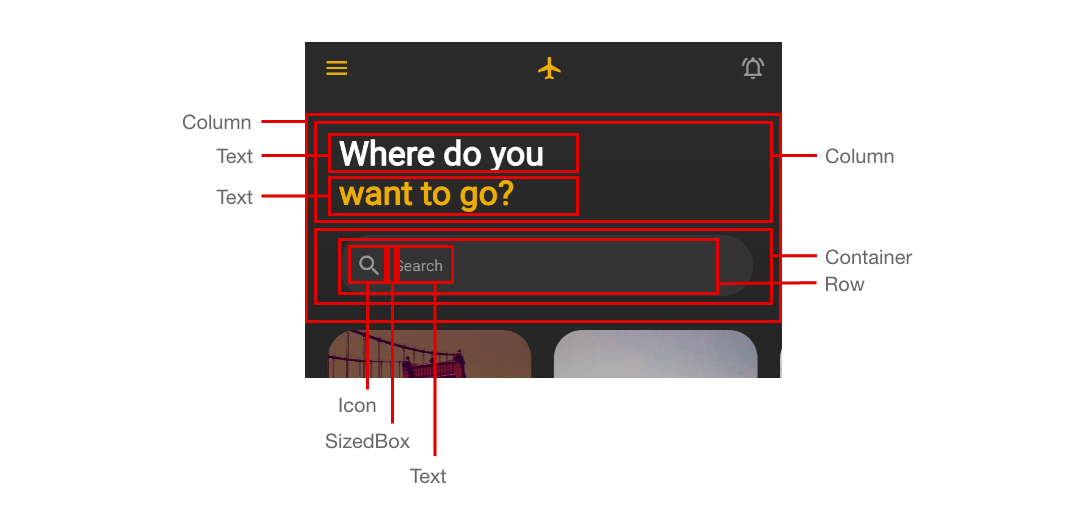 Column
Text
Where do you
Column
Text
want to go?
Search
Container
Row
Icon
SizedBox
Text